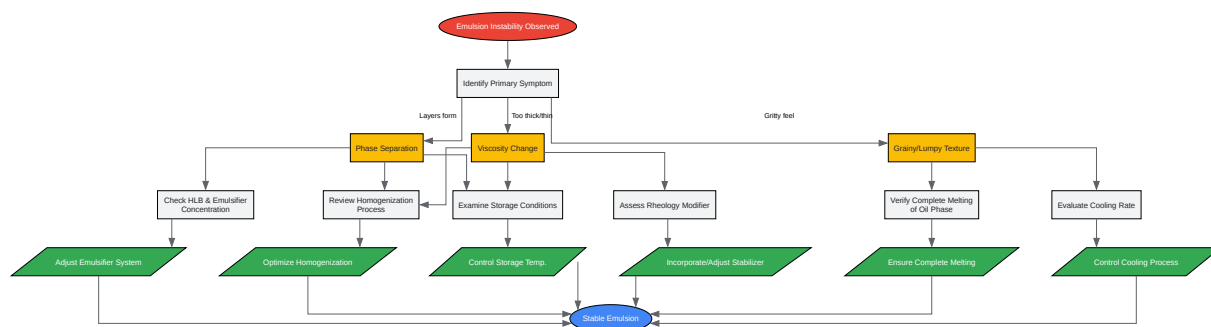 Emulsion Instability Observed
Identify Primary Symptom
Layers form
Too thick/thin
Gritty feel
Phase Separation
Viscosity Change
Grainy/Lumpy Texture
Check HLB & Emulsifier
Concentration
Review Homogenization
Process
Examine Storage Conditions
Assess Rheology Modifier
Verify Complete Melting
of Oil Phase
Evaluate Cooling Rate
Adjust Emulsifier System
Optimize Homogenization
Control Storage Temp.
Incorporate/Adjust Stabilizer
Ensure Complete Melting
Control Cooling Process
Stable Emulsion